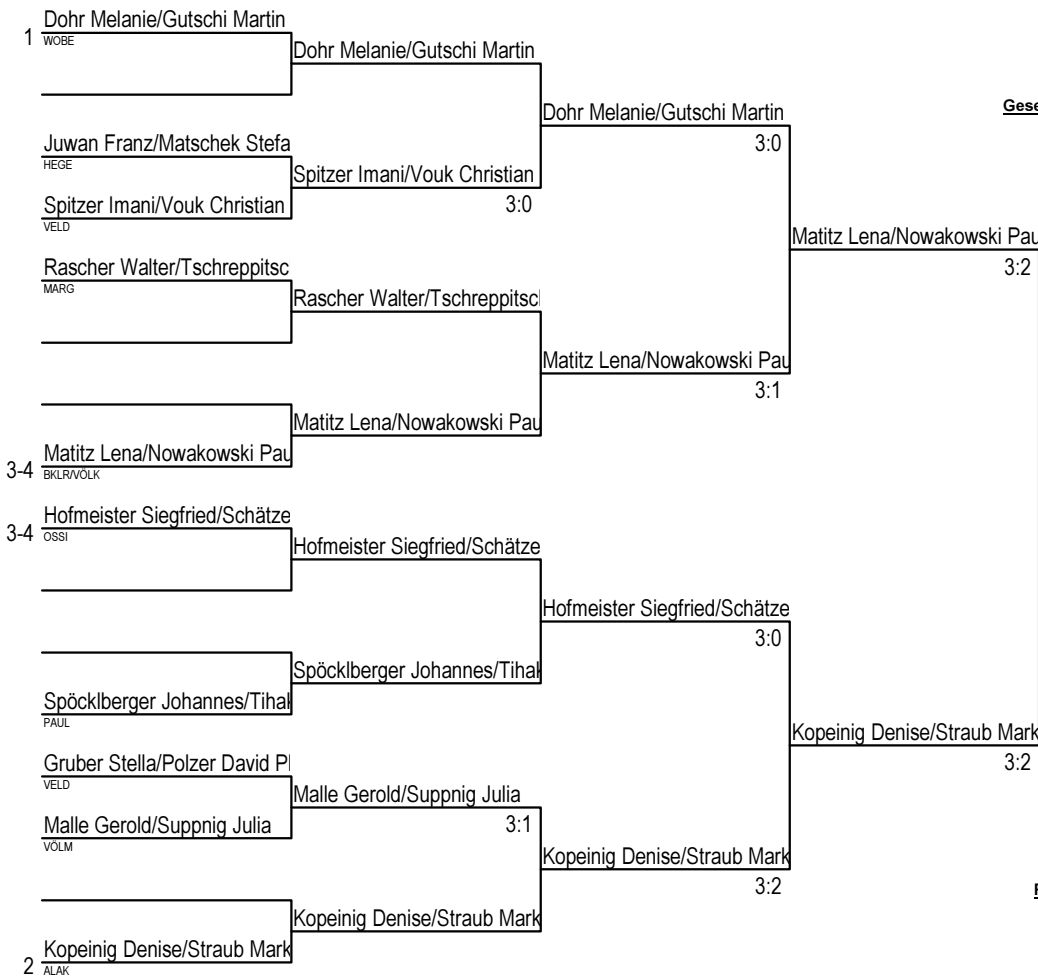 Dohr Melanie/Gutschi Martin
1
WOBE
Dohr Melanie/Gutschi Martin
Dohr Melanie/Gutschi Martin
3:0
Gese
Juwan Franz/Matschek Stefa
HEGE
Spitzer Imani/Vouk Christian
3:0
Spitzer Imani/Vouk Christian
VELD
Matitz Lena/Nowakowski Pau
3:2
Rascher Walter/Tschreppitsc
MARG
Rascher Walter/Tschreppitsc
Matitz Lena/Nowakowski Pau
3:1
Matitz Lena/Nowakowski Pau
Matitz Lena/Nowakowski Pau
3-4
BKLR/VÖLK
Hofmeister Siegfried/Schätze
3-4
OSSI
Hofmeister Siegfried/Schätze
Hofmeister Siegfried/Schätze
3:0
Spöcklberger Johannes/Tihak
Spöcklberger Johannes/Tihak
PAUL
Kopeinig Denise/Straub Mark
3:2
Gruber Stella/Polzer David P
VELD
Malle Gerold/Suppnig Julia
3:1
Malle Gerold/Suppnig Julia
VÖLM
Kopeinig Denise/Straub Mark
3:2
Kopeinig Denise/Straub Mark
Kopeinig Denise/Straub Mark
2
ALAK